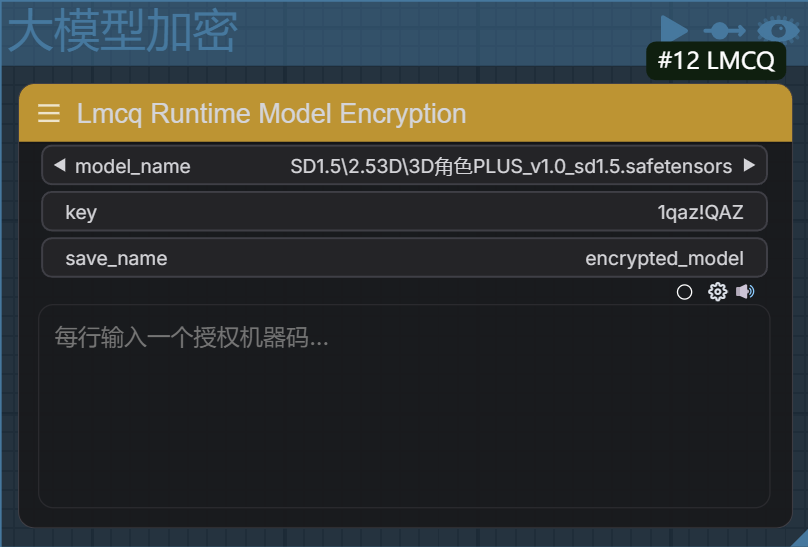 大模型加密
#12 LMCQ
Lmcq Runtime Model Encryption
model_name SD1.5\2.53D\3D角色PLUS_v1.0_sd1.5.safetensors
key 1qaz!QAZ
save_name encrypted_model
每行输入一个授权机器码...